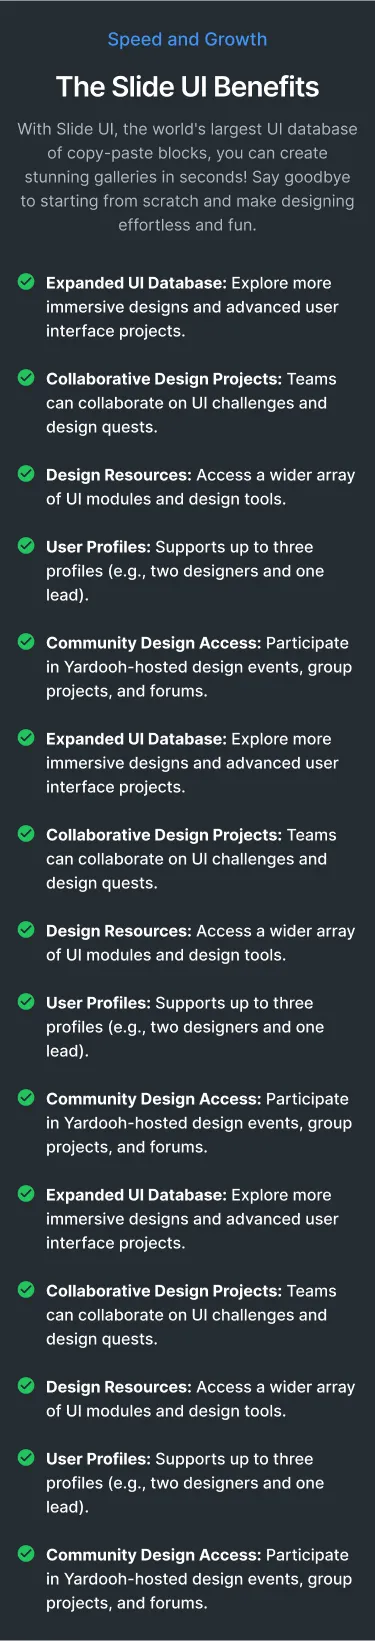 Speed and Growth
The Slide UI Benefits
With Slide UI, the world's largest UI database
of copy-paste blocks, you can create
stunning galleries in seconds! Say goodbye
to starting from scratch and make designing
effortless and fun.
Expanded UI Database: Explore more
immersive designs and advanced user
interface projects.
Collaborative Design Projects: Teams
can collaborate on UI challenges and
design quests.
Design Resources: Access a wider array
of UI modules and design tools.
User Profiles: Supports up to three
profiles (e.g., two designers and one
lead).
Community Design Access: Participate
in Yardooh-hosted design events, group
projects, and forums.
Expanded UI Database: Explore more
immersive designs and advanced user
interface projects.
Collaborative Design Projects: Teams
can collaborate on UI challenges and
design quests.
Design Resources: Access a wider array
of UI modules and design tools.
User Profiles: Supports up to three
profiles (e.g., two designers and one
lead).
Community Design Access: Participate
in Yardooh-hosted design events, group
projects, and forums.
Expanded UI Database: Explore more
immersive designs and advanced user
interface projects.
Collaborative Design Projects: Teams
can collaborate on UI challenges and
design quests.
Design Resources: Access a wider array
of UI modules and design tools.
User Profiles: Supports up to three
profiles (e.g., two designers and one
lead).
Community Design Access: Participate
in Yardooh-hosted design events, group
projects, and forums.